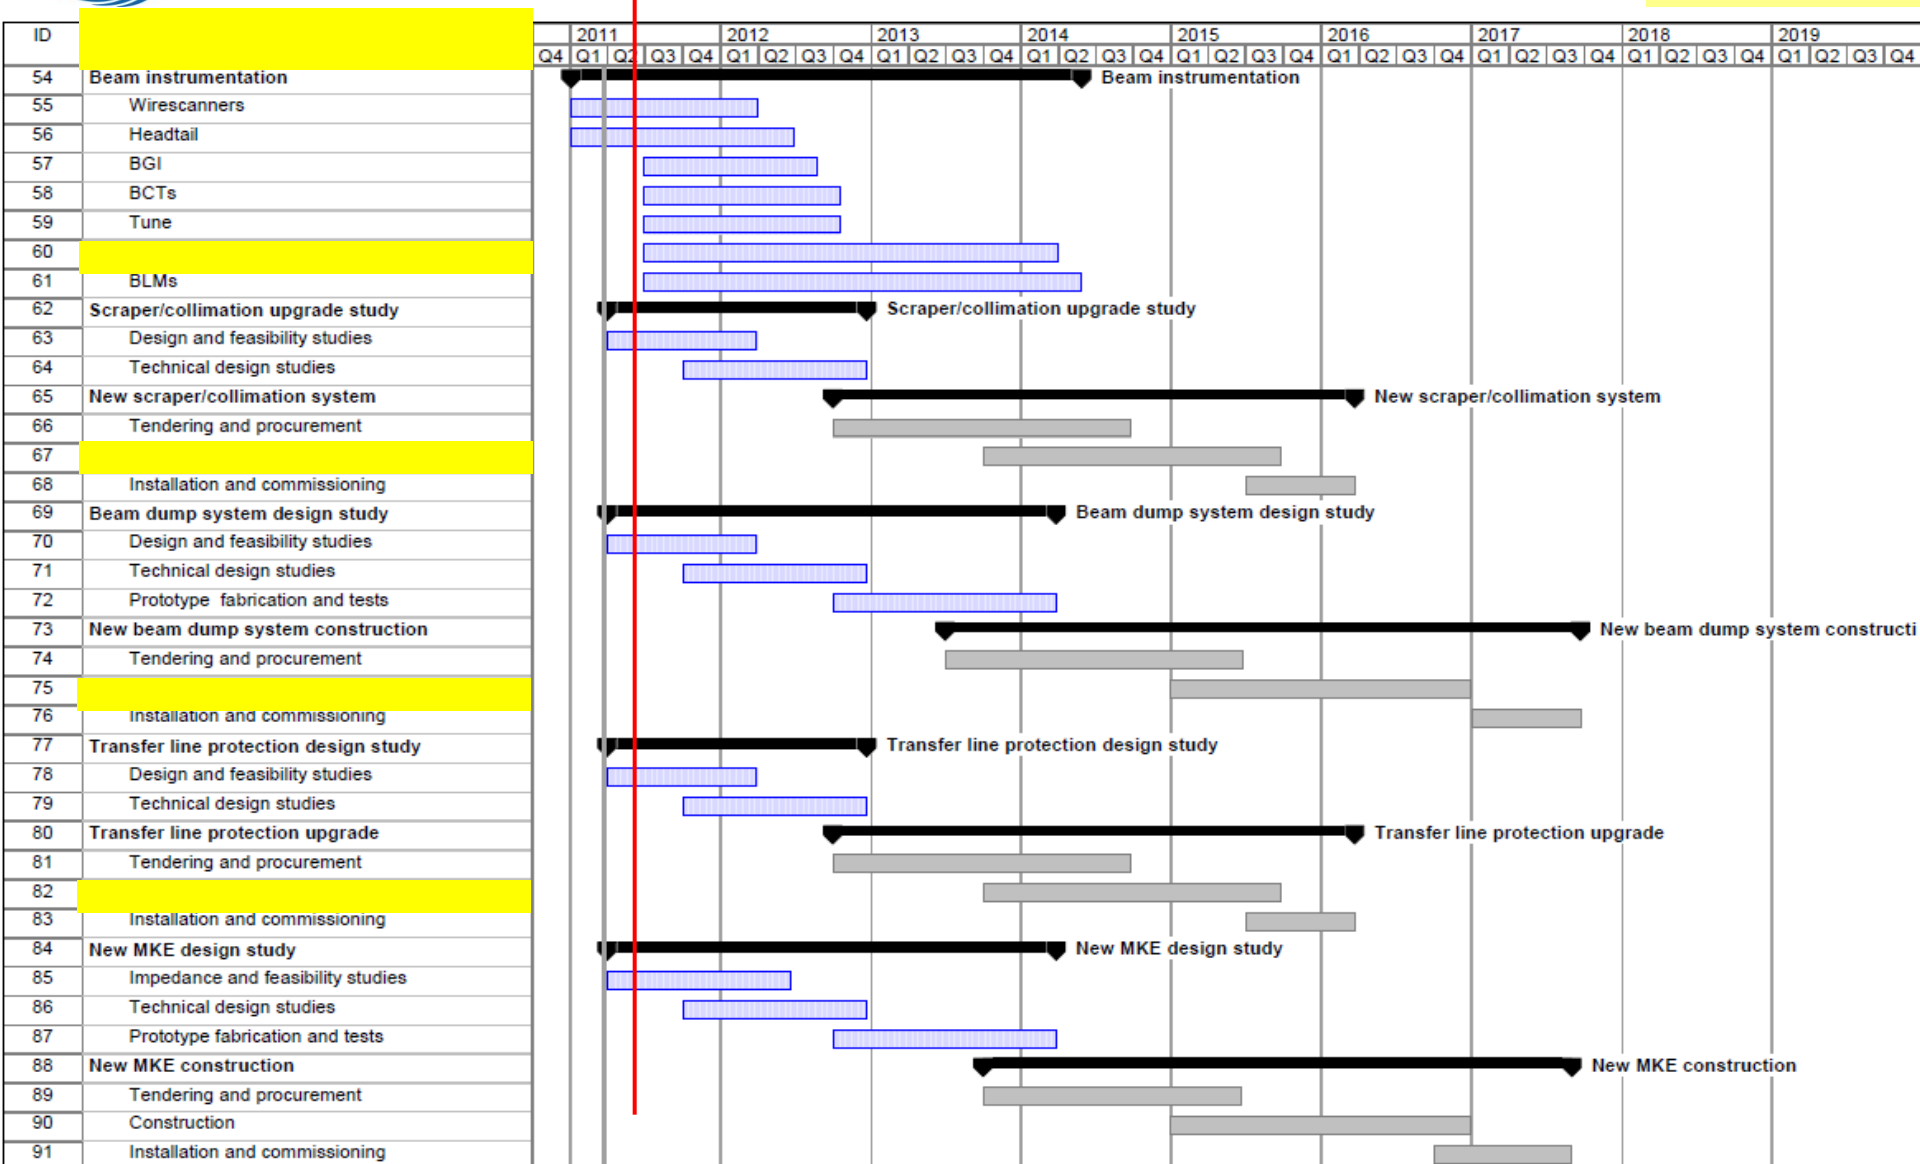 ID 2011 2012 2013 2014 2015 2016 2017 2018 2019
Q4 Q1 Q2 Q3 Q4 Q1 Q2 Q3 Q4 Q1 Q2 Q3 Q4 Q1 Q2 Q3 Q4 Q1 Q2 Q3 Q4 Q1 Q2 Q3 Q4 Q1 Q2 Q3 Q4 Q1 Q2 Q3 Q4 Q1 Q2 Q3 Q4
54 Beam instrumentation Beam instrumentation
55 Wirescanners
56 Headtail
57 BGI
58 BCTs
59 Tune
60
61 BLMs
62 Scraper/collimation upgrade study Scraper/collimation upgrade study
63 Design and feasibility studies
64 Technical design studies
65 New scraper/collimation system New scraper/collimation system
66 Tendering and procurement
67
68 Installation and commissioning
69 Beam dump system design study Beam dump system design study
70 Design and feasibility studies
71 Technical design studies
72 Prototype fabrication and tests
73 New beam dump system construction New beam dump system constructi
74 Tendering and procurement
75
76 Installation and commissioning
77 Transfer line protection design study Transfer line protection design study
78 Design and feasibility studies
79 Technical design studies
80 Transfer line protection upgrade Transfer line protection upgrade
81 Tendering and procurement
82
83 Installation and commissioning
84 New MKE design study New MKE design study
85 Impedance and feasibility studies
86 Technical design studies
87 Prototype fabrication and tests
88 New MKE construction New MKE construction
89 Tendering and procurement
90 Construction
91 Installation and commissioning